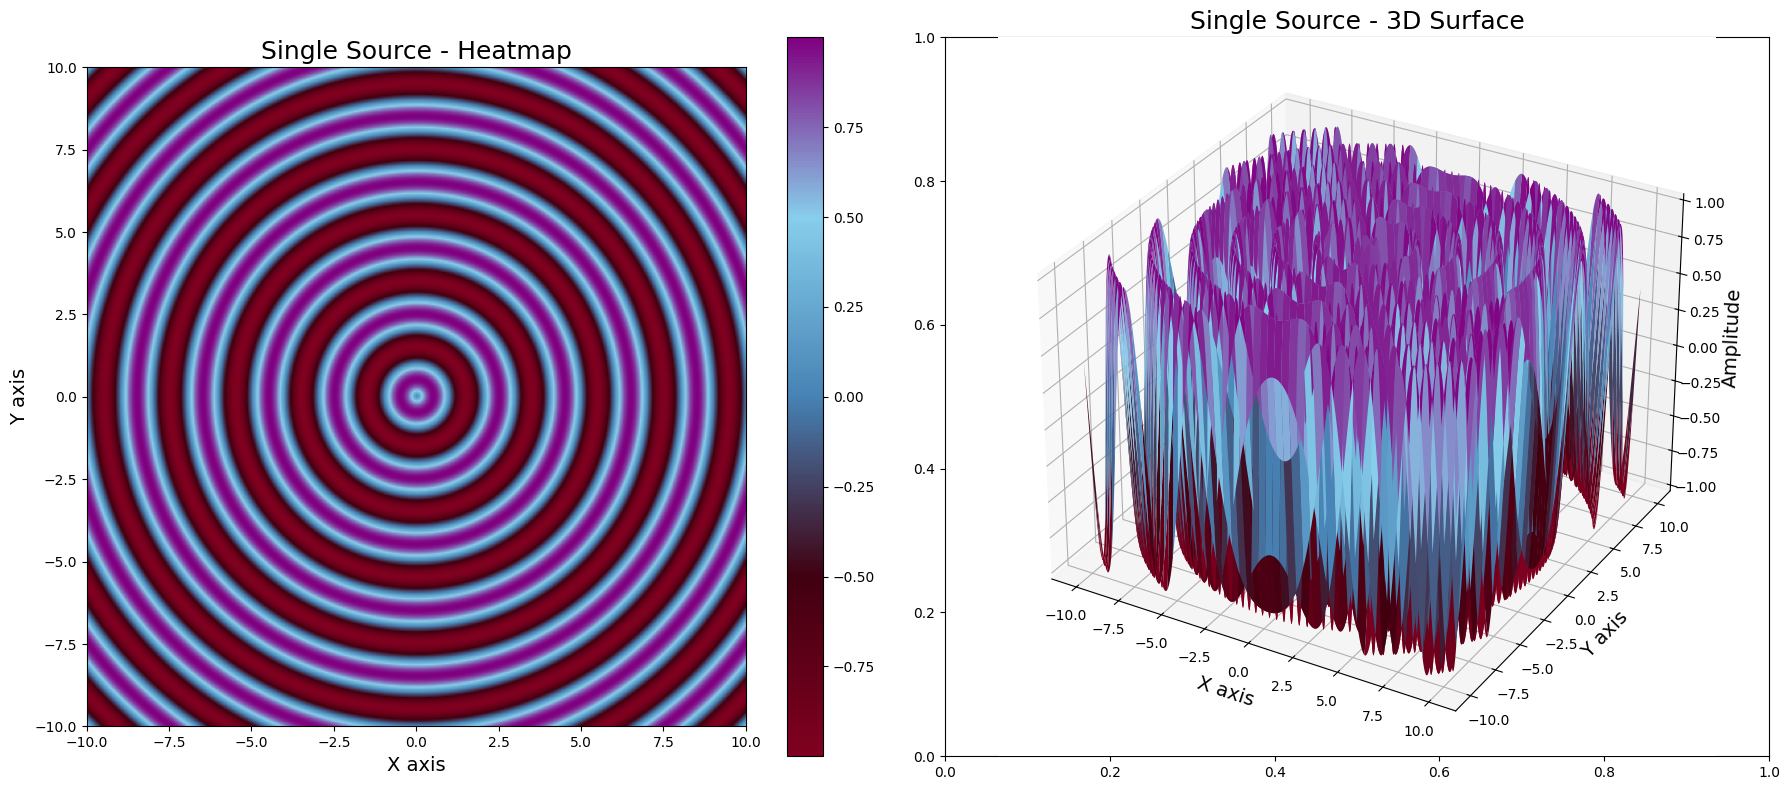 Single Source - Heatmap
10.0
7.5
5.0
2.5
0.0
−2.5
−5.0
−7.5
−10.0
Y axis
−10.0 −7.5 −5.0 −2.5 0.0 2.5 5.0 7.5 10.0
X axis
0.75
0.50
0.25
0.00
−0.25
−0.50
−0.75
Single Source - 3D Surface
1.0
0.8
0.6
0.4
0.2
0.0
0.0 0.2 0.4 0.6 0.8 1.0
−10.0 −7.5 −5.0 −2.5 0.0 2.5 5.0 7.5 10.0
X axis
−10.0 −7.5 −5.0 −2.5 0.0 2.5 5.0 7.5 10.0
Y axis
1.00
0.75
0.50
0.25
0.00
−0.25
−0.50
−0.75
−1.00
Amplitude